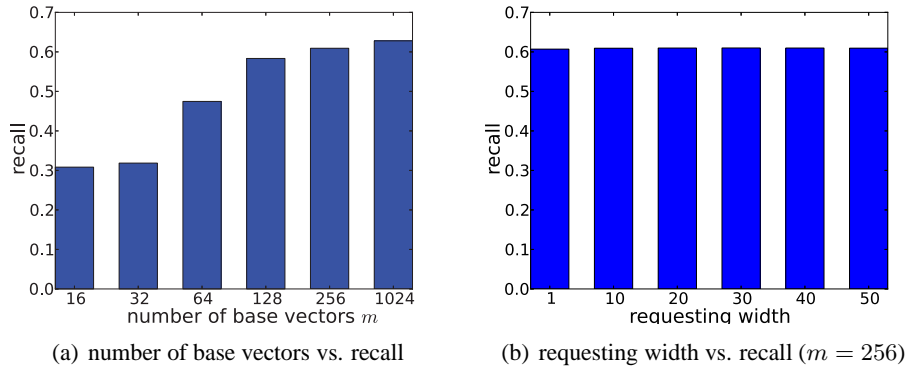 0.7
0.6
0.5
0.4
0.3
0.2
0.1
0.0
recall
16 32 64 128 256 1024
number of base vectors m
(a) number of base vectors vs. recall
0.7
0.6
0.5
0.4
0.3
0.2
0.1
0.0
recall
1 10 20 30 40 50
requesting width
(b) requesting width vs. recall (m = 256)